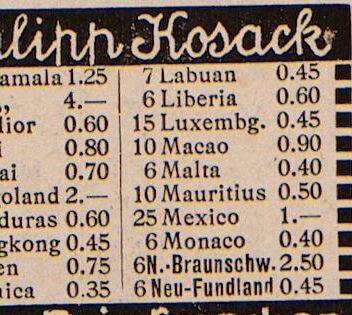 lipp Kosack
amala 1.25
„ 4.—
lior 0.60
i 0.80
ai 0.70
goland 2.—
duras 0.60
gkong 0.45
en 0.75
aica 0.35
7 Labuan 0.45
6 Liberia 0.60
15 Luxembg. 0.45
10 Macao 0.90
6 Malta 0.40
10 Mauritius 0.50
25 Mexico 1.—
6 Monaco 0.40
6 N.-Braunschw. 2.50
6 Neu-Fundland 0.45